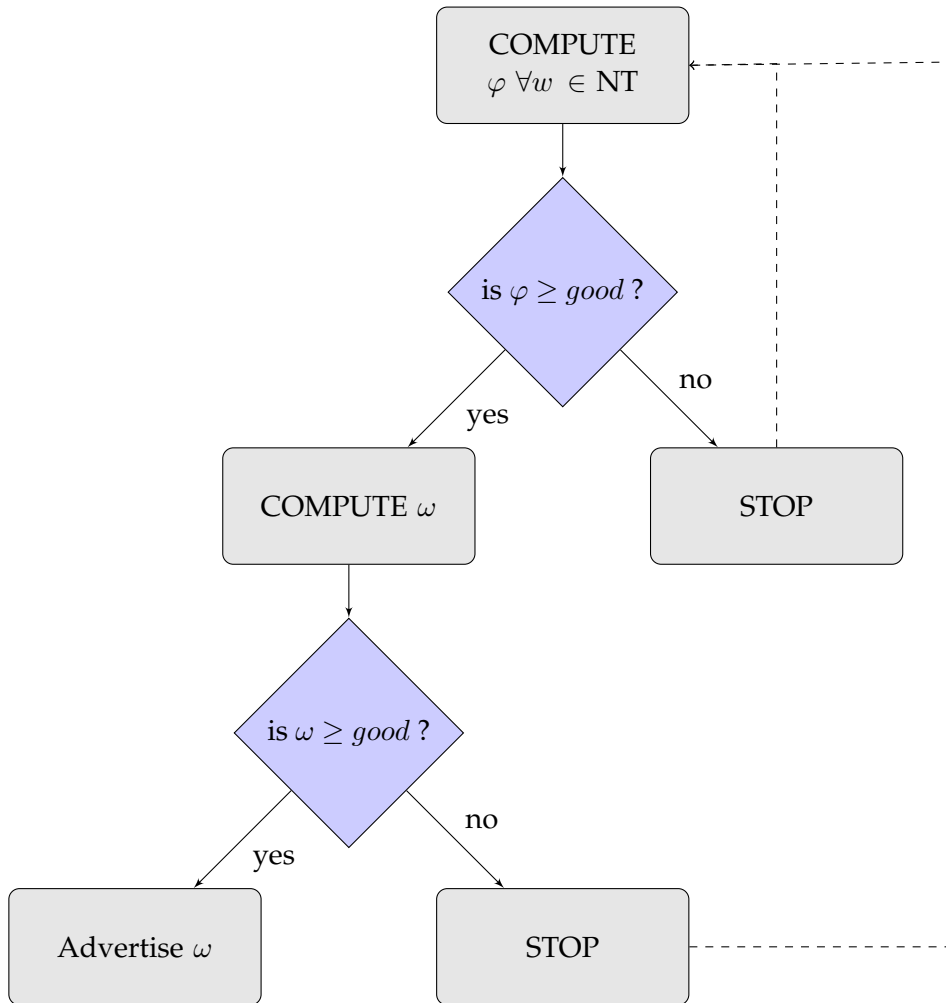 COMPUTE
φ ∀w ∈ NT
is φ ≥ good ?
yes
no
COMPUTE ω
STOP
is ω ≥ good ?
yes
no
Advertise ω
STOP